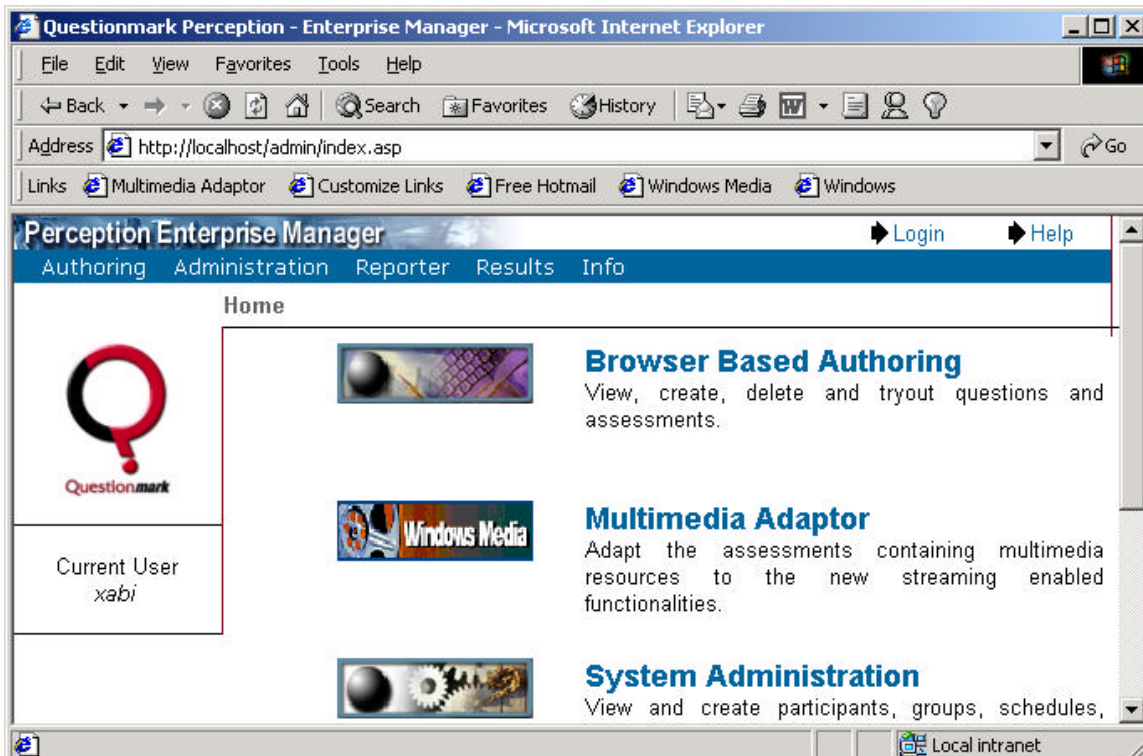 Questionmark Perception - Enterprise Manager - Microsoft Internet Explorer
File Edit View Favorites Tools Help
Back Search Favorites History
Address http://localhost/admin/index.asp Go
Links Multimedia Adaptor Customize Links Free Hotmail Windows Media Windows
Perception Enterprise Manager Login Help
Authoring Administration Reporter Results Info
Home
Questionmark
Current User
xabi
Browser Based Authoring
View, create, delete and tryout questions and
assessments.
Windows Media
Multimedia Adaptor
Adapt the assessments containing multimedia
resources to the new streaming enabled
functionalities.
System Administration
View and create participants, groups, schedules,
Local intranet